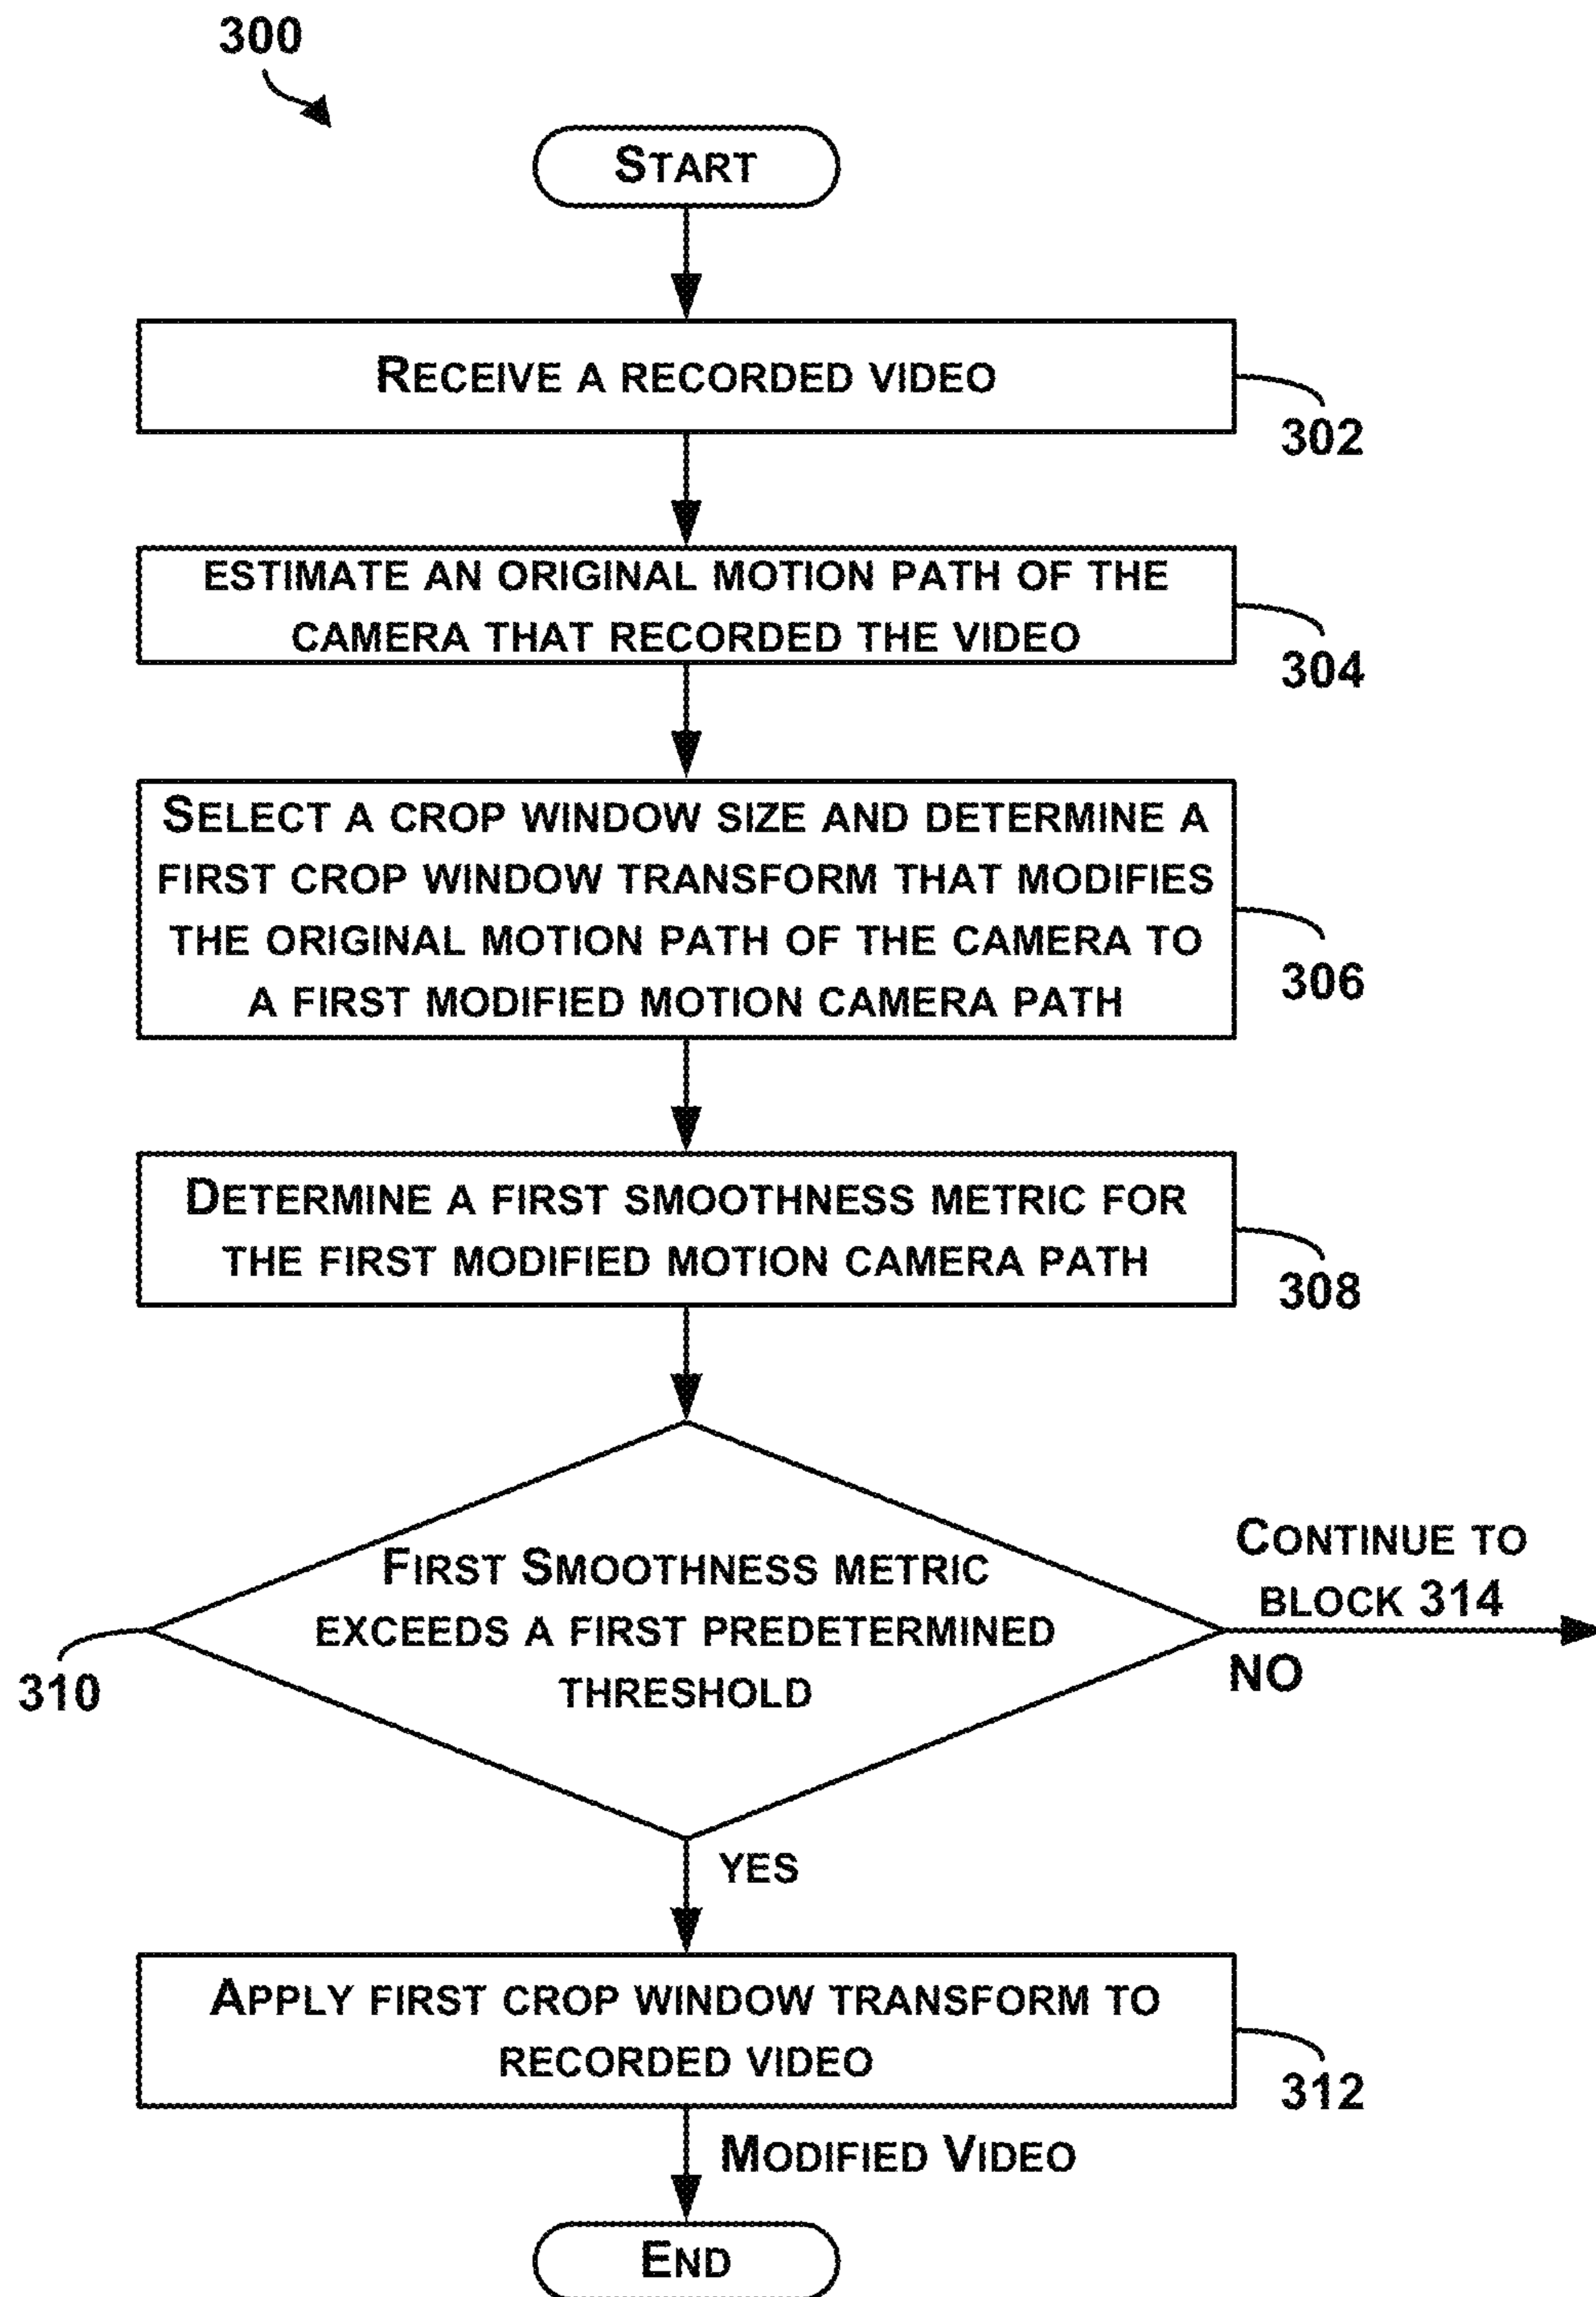 300
START
RECEIVE A RECORDED VIDEO
302
ESTIMATE AN ORIGINAL MOTION PATH OF THE
CAMERA THAT RECORDED THE VIDEO
304
SELECT A CROP WINDOW SIZE AND DETERMINE A
FIRST CROP WINDOW TRANSFORM THAT MODIFIES
THE ORIGINAL MOTION PATH OF THE CAMERA TO
A FIRST MODIFIED MOTION CAMERA PATH
306
DETERMINE A FIRST SMOOTHNESS METRIC FOR
THE FIRST MODIFIED MOTION CAMERA PATH
308
FIRST SMOOTHNESS METRIC
EXCEEDS A FIRST PREDETERMINED
THRESHOLD
310
CONTINUE TO
BLOCK 314
NO
YES
APPLY FIRST CROP WINDOW TRANSFORM TO
RECORDED VIDEO
312
MODIFIED VIDEO
END